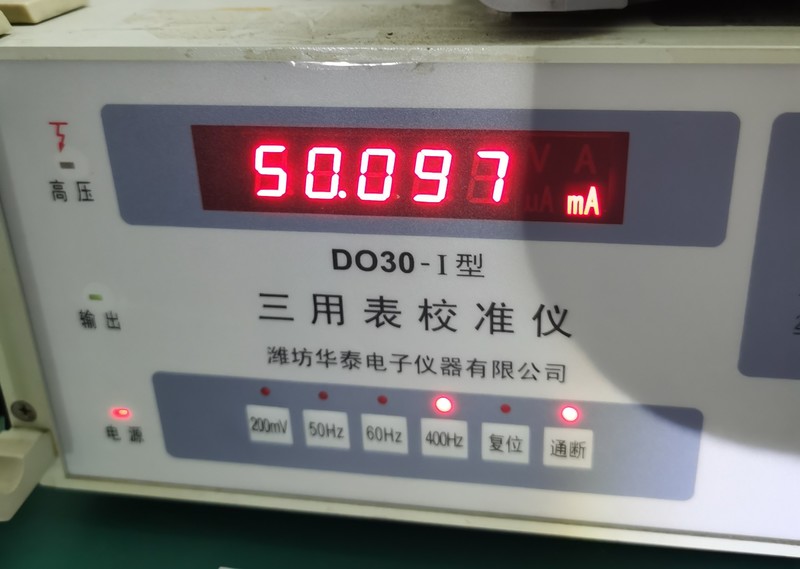 高压
50.097 mA
DO30-I型
三用表校准仪
输出
潍坊华泰电子仪器有限公司
电源
200mV 50Hz 60Hz 400Hz 复位 通断